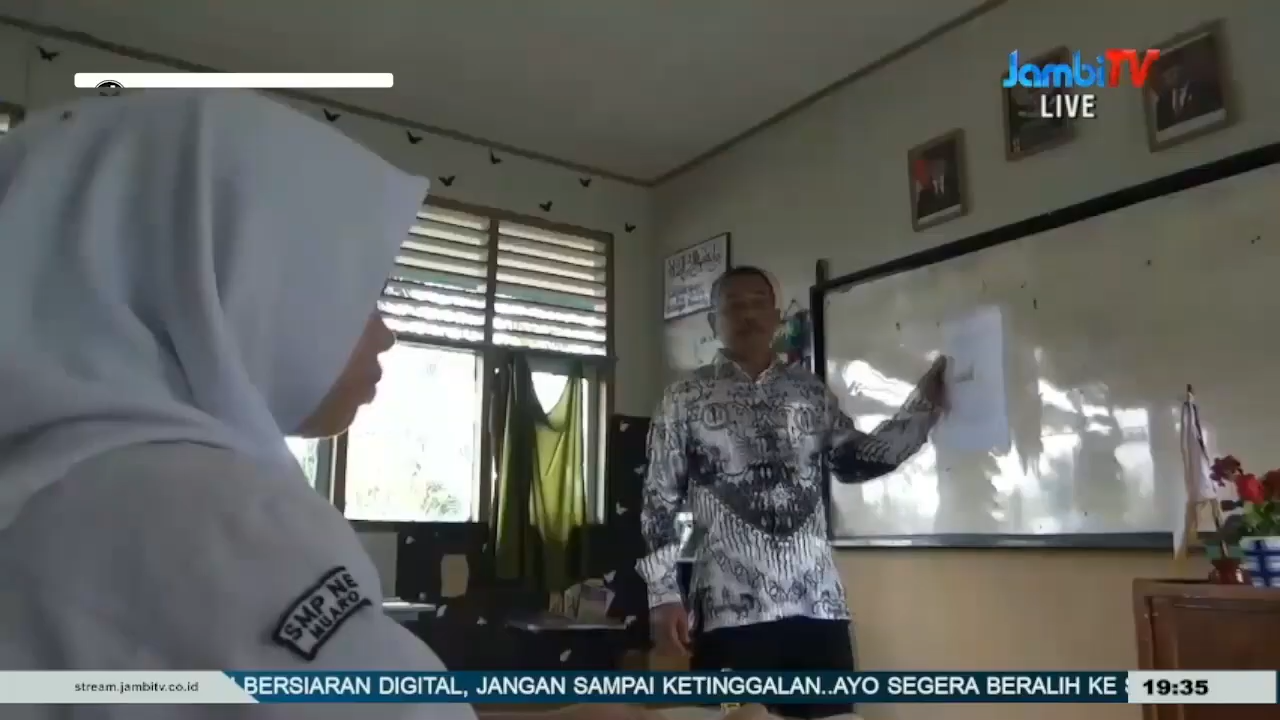 JambiTV
LIVE
SMP NE
MUARO
stream.jambitv.co.id
BERSIARAN DIGITAL, JANGAN SAMPAI KETINGGALAN..AYO SEGERA BERALIH KE
19:35